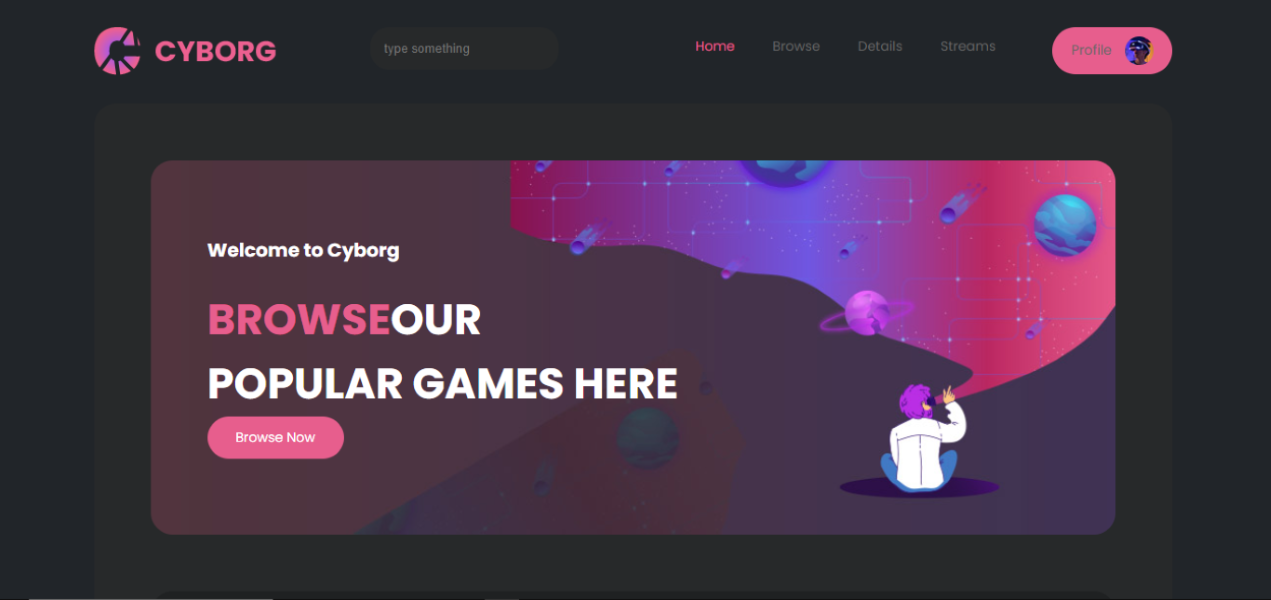 CYBORG
type something
Home
Browse
Details
Streams
Profile
Welcome to Cyborg
BROWSEOUR
POPULAR GAMES HERE
Browse Now